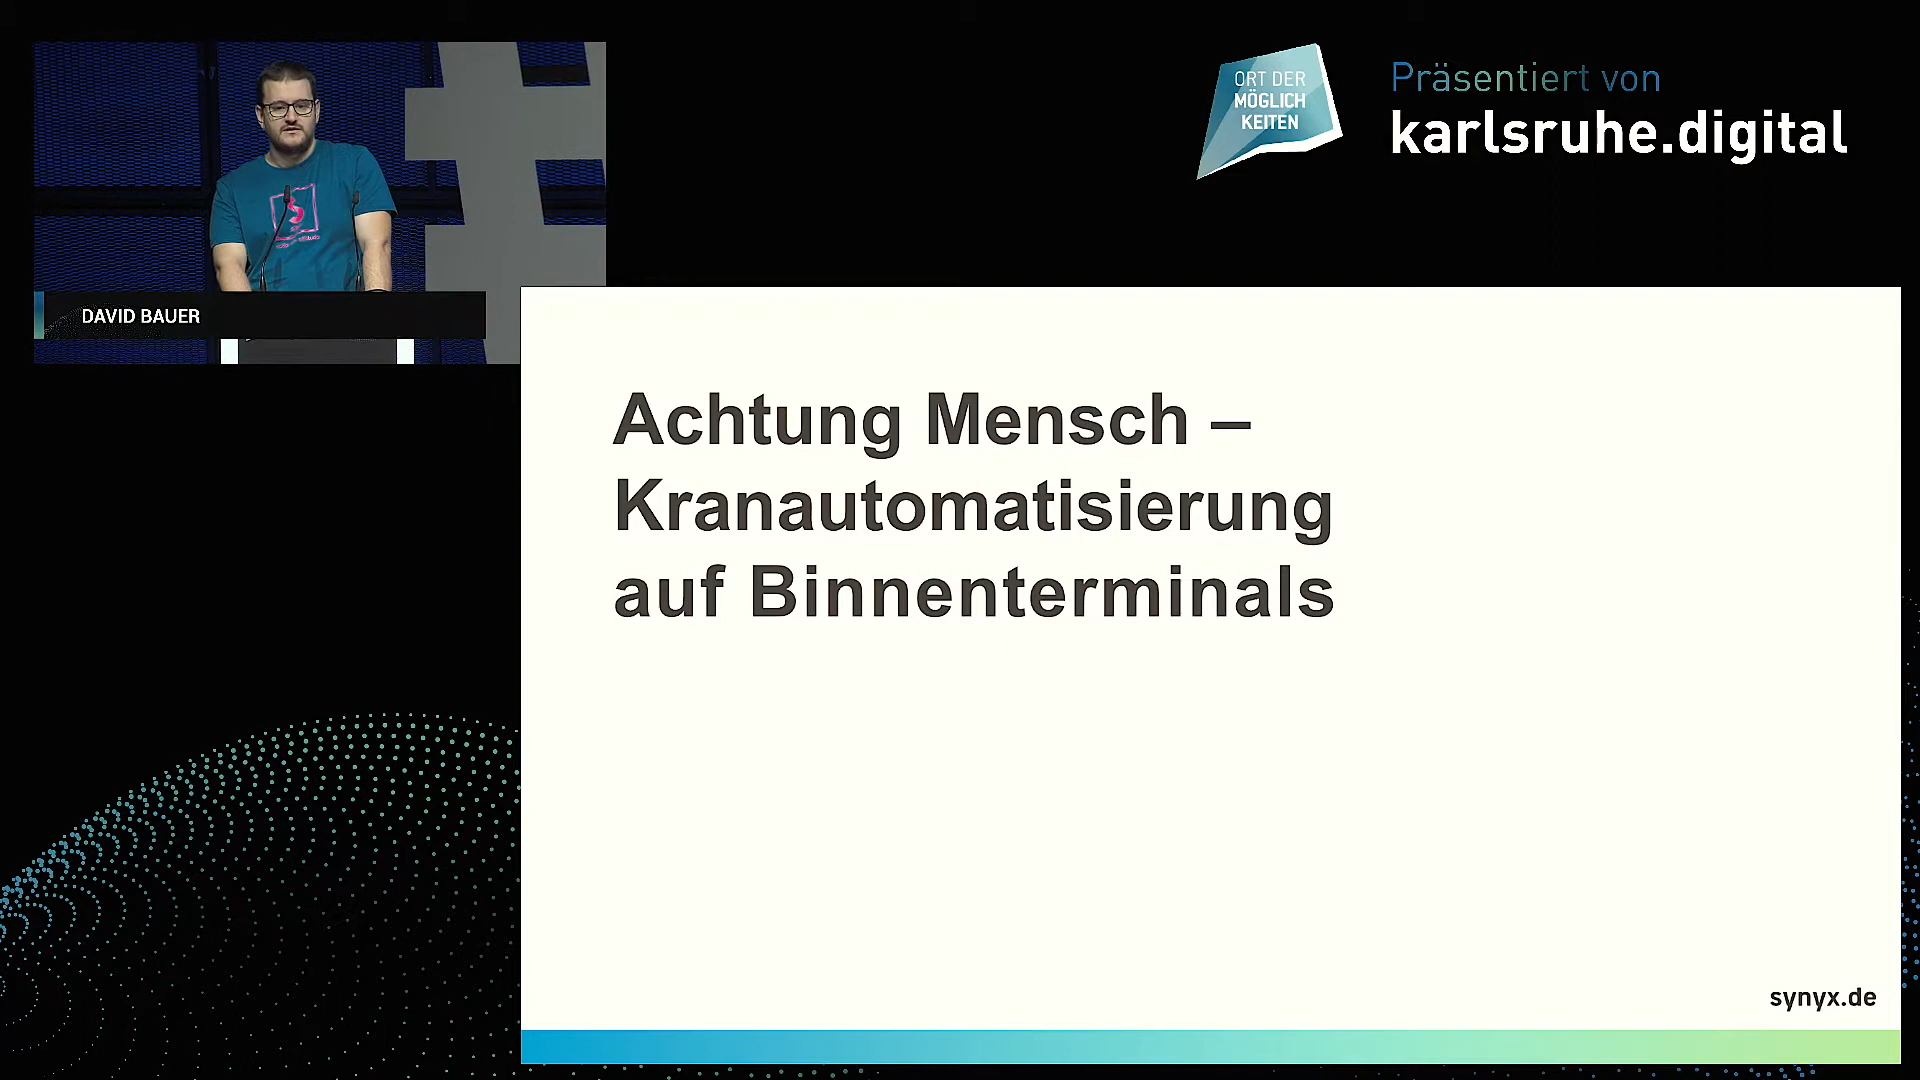 ORT DER
MÖGLICH
KEITEN
Präsentiert von
karlsruhe.digital
DAVID BAUER
Achtung Mensch –
Kranautomatisierung
auf Binnenterminals
synyx.de